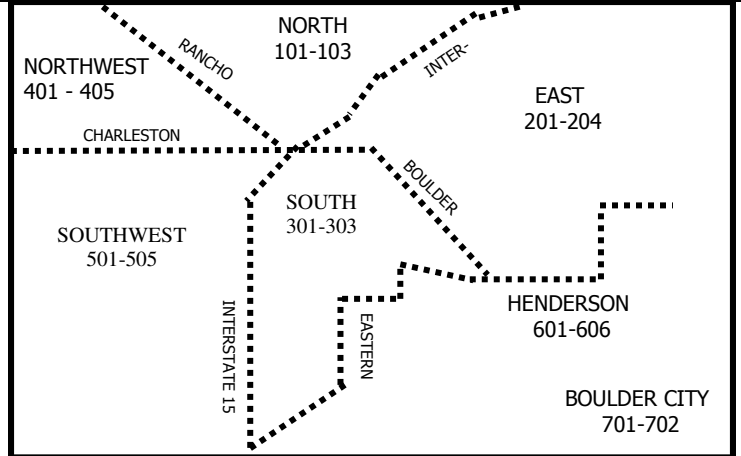 NORTH
101-103
RANCHO
NORTHWEST
401 - 405
INTER-
EAST
201-204
CHARLESTON
BOULDER
SOUTH
301-303
SOUTHWEST
501-505
INTERSTATE 15
EASTERN
HENDERSON
601-606
BOULDER CITY
701-702